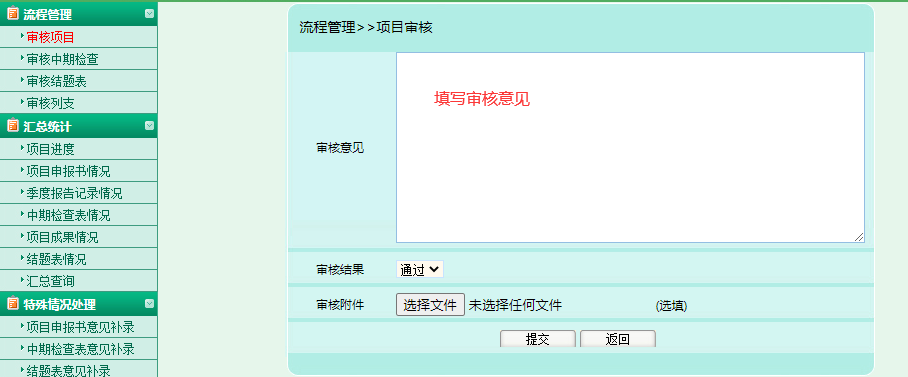 流程管理
审核项目
审核中期检查
审核结题表
审核列支
汇总统计
项目进度
项目申报书情况
季度报告记录情况
中期检查表情况
项目成果情况
结题表情况
汇总查询
特殊情况处理
项目申报书意见补录
中期检查表意见补录
结题表意见补录
流程管理>>项目审核
填写审核意见
审核意见
审核结果 通过
审核附件 选择文件 未选择任何文件 (选填)
提交 返回